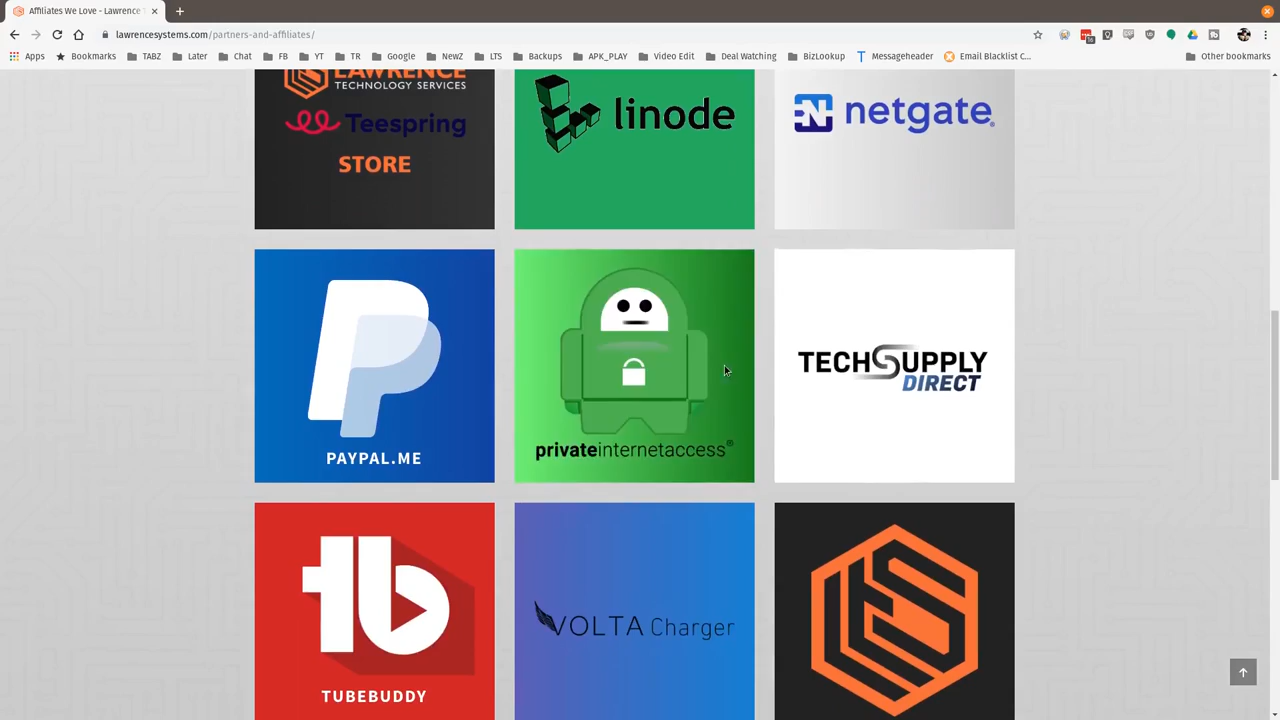 Affiliates We Love - Lawrence T
lawrencesystems.com/partners-and-affiliates/
Apps
Bookmarks
TABZ
Later
Chat
FB
YT
TR
Google
NewZ
LTS
Backups
APK_PLAY
Video Edit
Deal Watching
BizLookup
Messageheader
Email Blacklist C...
Other bookmarks
LAWRENCE
TECHNOLOGY SERVICES
Teespring
STORE
linode
netgate®
PAYPAL.ME
privateinternetaccess®
TECHSUPPLY
DIRECT
tb
TUBEBUDDY
VOLTA Charger